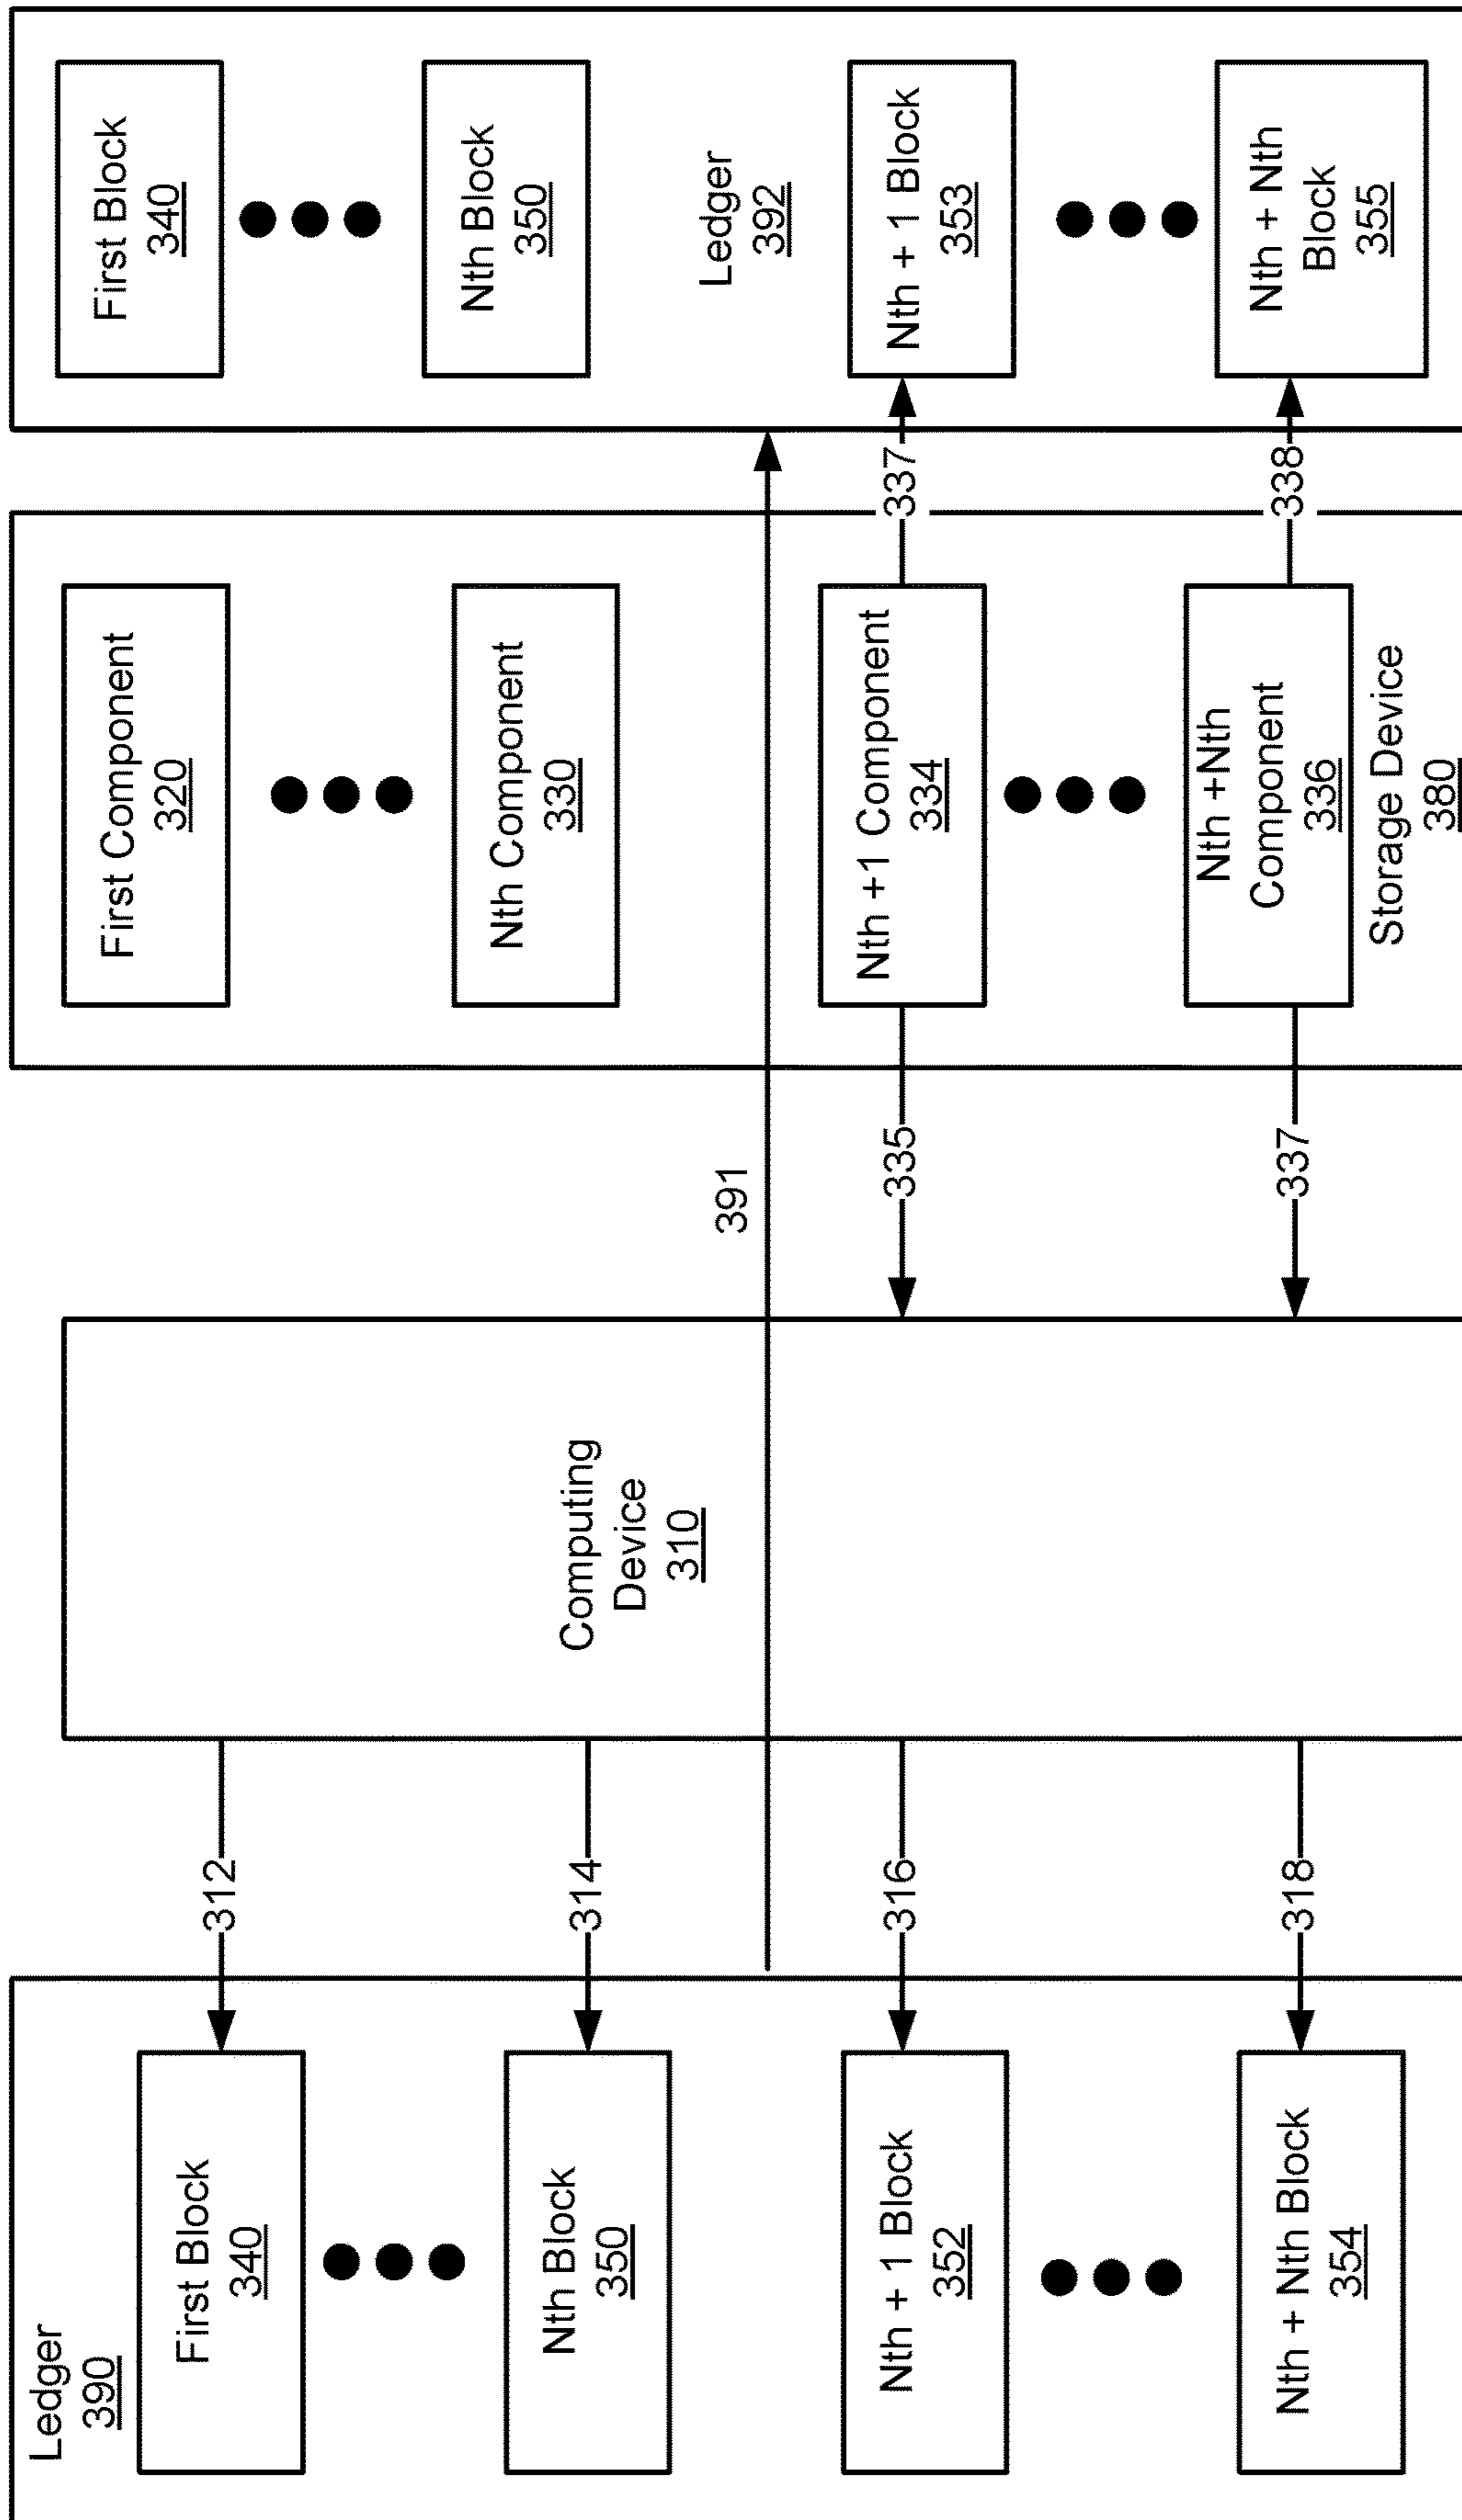 Ledger
390
First Block
340
Nth Block
350
Nth + 1 Block
352
Nth + Nth Block
354
312
314
316
318
Computing
Device
310
391
335
337
First Component
320
Nth Component
330
Nth +1 Component
334
Nth +Nth
Component
336
Storage Device
380
337
338
First Block
340
Nth Block
350
Ledger
392
Nth + 1 Block
353
Nth + Nth
Block
355